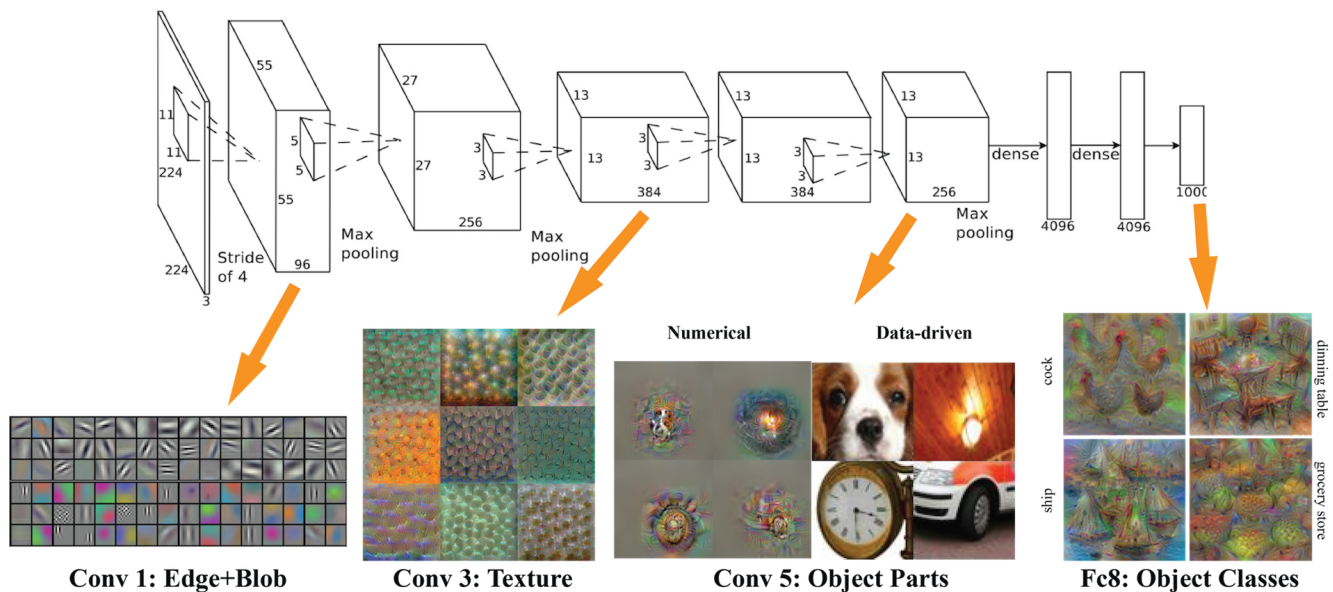 55
27
13
13
13
11
11
5
5
3
3
3
3
3
3
55
27
13
13
13
224
224
3
Stride
of 4
96
Max
pooling
256
Max
pooling
384
384
256
Max
pooling
dense
dense
4096
4096
1000
Numerical
Data-driven
cock
dinning table
ship
grocery store
Conv 1: Edge+Blob
Conv 3: Texture
Conv 5: Object Parts
Fc8: Object Classes